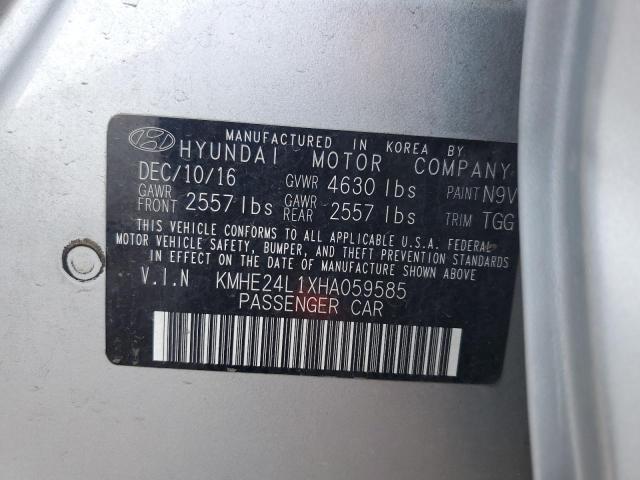 MANUFACTURED IN KOREA BY
HYUNDAI MOTOR COMPANY
DEC/10/16 GVWR 4630 lbs PAINT N9V
GAWR FRONT 2557 lbs GAWR REAR 2557 lbs TRIM TGG
THIS VEHICLE CONFORMS TO ALL APPLICABLE U.S.A. FEDERAL
MOTOR VEHICLE SAFETY, BUMPER, AND THEFT PREVENTION STANDARDS
IN EFFECT ON THE DATE OF MANUFACTURE SHOWN ABOVE.
V.I.N KMHE24L1XHA059585
PASSENGER CAR